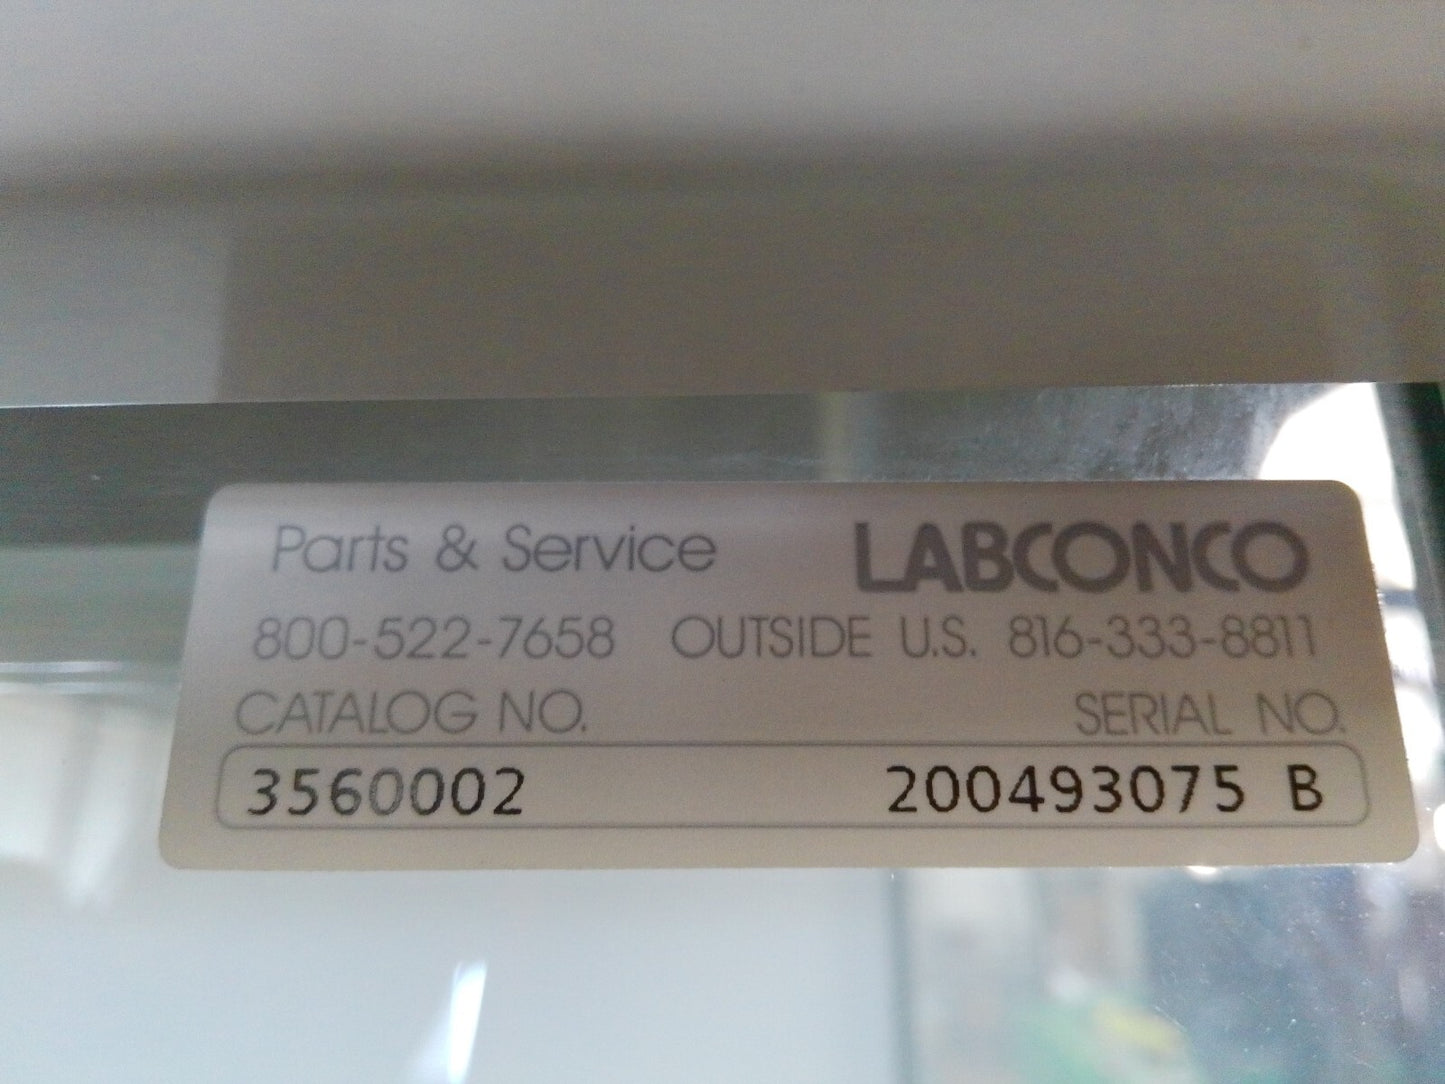 Parts & Service LABCONCO
800-522-7658 OUTSIDE U.S. 816-333-8811
CATALOG NO. SERIAL NO.
3560002 200493075 B